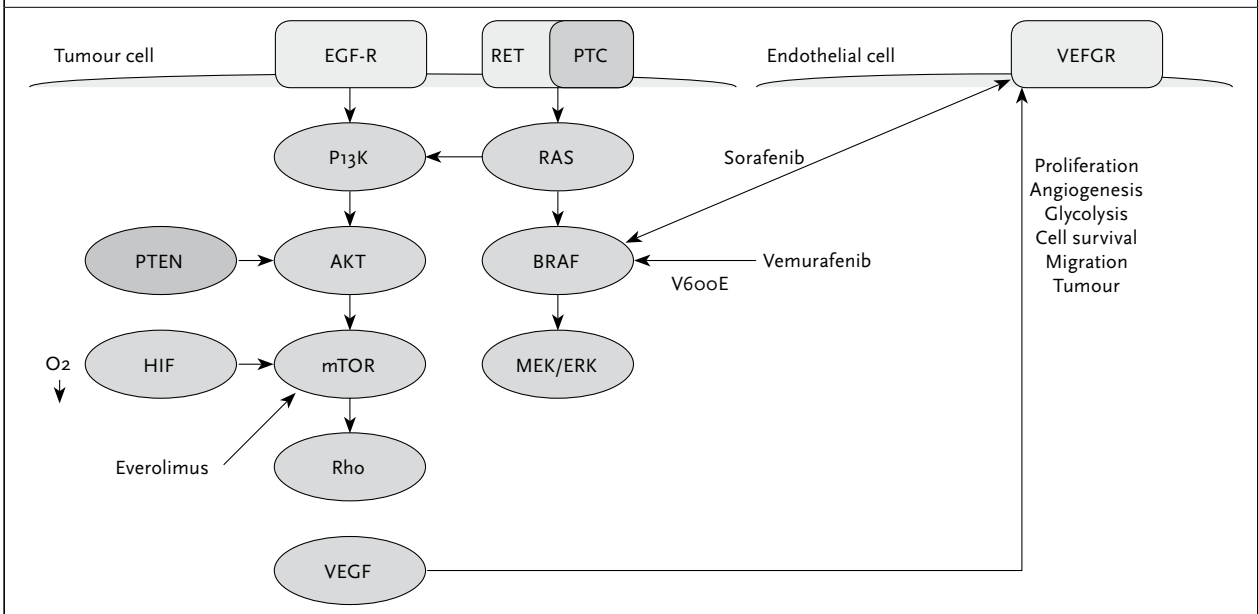 Tumour cell
EGF-R
RET
PTC
Endothelial cell
VEFGR
P13K
RAS
Sorafenib
Proliferation
Angiogenesis
Glycolysis
Cell survival
Migration
Tumour
PTEN
AKT
BRAF
Vemurafenib
V600E
O2
HIF
mTOR
MEK/ERK
Everolimus
Rho
VEGF